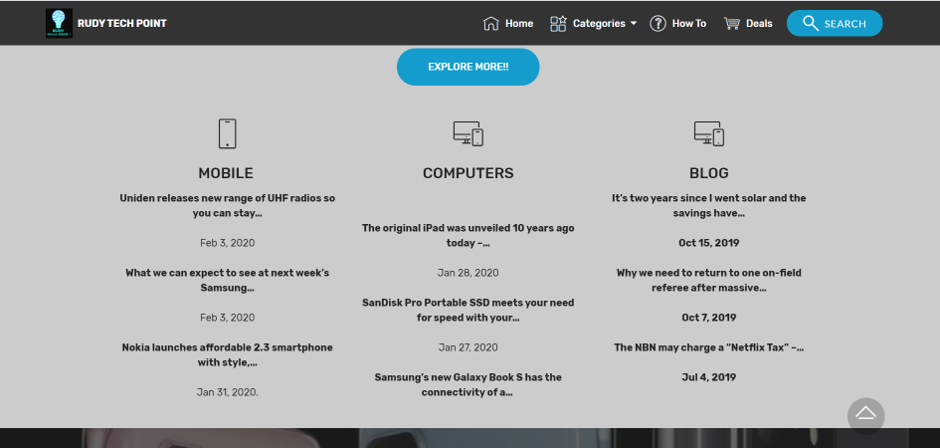 RUDY TECH POINT
Home
Categories
How To
Deals
SEARCH
EXPLORE MORE!!
MOBILE
Uniden releases new range of UHF radios so
you can stay...
Feb 3, 2020
What we can expect to see at next week's
Samsung...
Feb 3, 2020
Nokia launches affordable 2.3 smartphone
with style,...
Jan 31, 2020.
COMPUTERS
The original iPad was unveiled 10 years ago
today –...
Jan 28, 2020
SanDisk Pro Portable SSD meets your need
for speed with your...
Jan 27, 2020
Samsung's new Galaxy Book S has the
connectivity of a...
BLOG
It's two years since I went solar and the
savings have...
Oct 15, 2019
Why we need to return to one on-field
referee after massive...
Oct 7, 2019
The NBN may charge a "Netflix Tax" –...
Jul 4, 2019